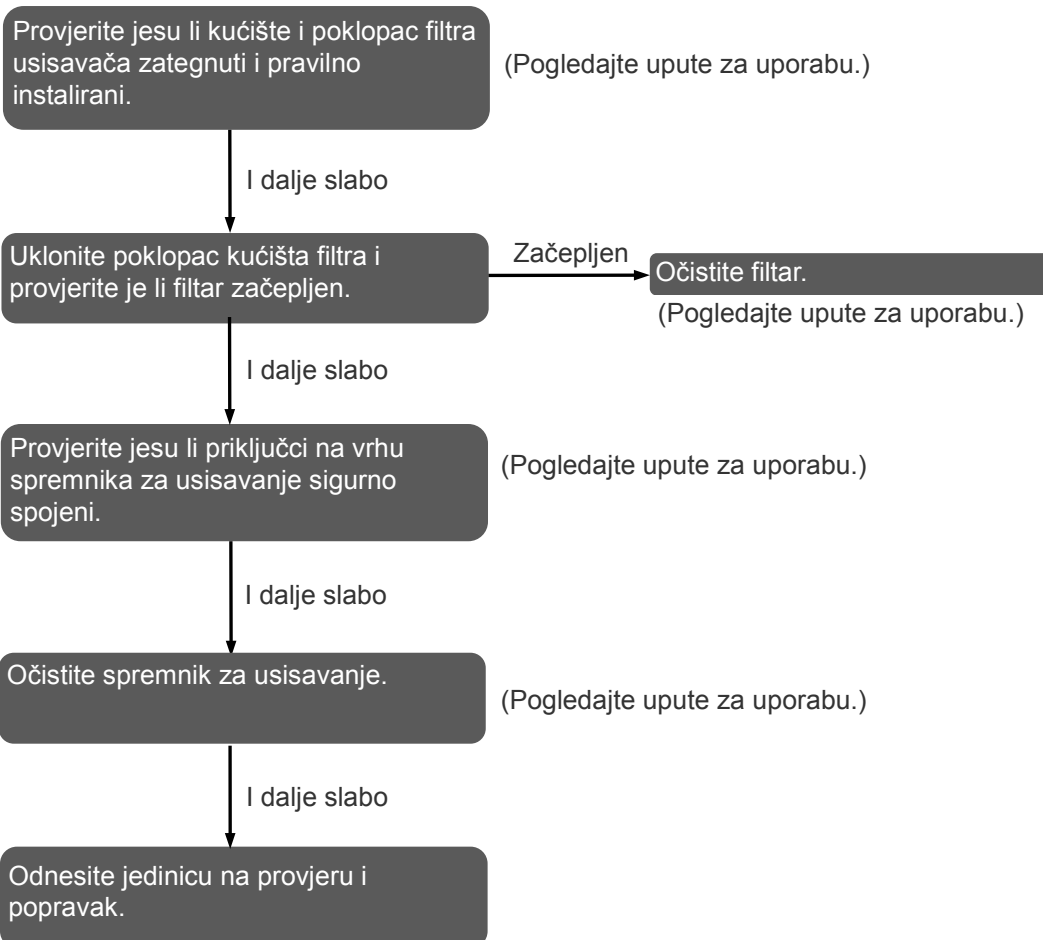 Provjerite jesu li kućište i poklopac filtra
usisavača zategnuti i pravilno
instalirani.
(Pogledajte upute za uporabu.)
I dalje slabo
Uklonite poklopac kućišta filtra i
provjerite je li filtar začepljen.
Začepljen
Očistite filtar.
(Pogledajte upute za uporabu.)
I dalje slabo
Provjerite jesu li priključci na vrhu
spremnika za usisavanje sigurno
spojeni.
(Pogledajte upute za uporabu.)
I dalje slabo
Očistite spremnik za usisavanje.
(Pogledajte upute za uporabu.)
I dalje slabo
Odnesite jedinicu na provjeru i
popravak.